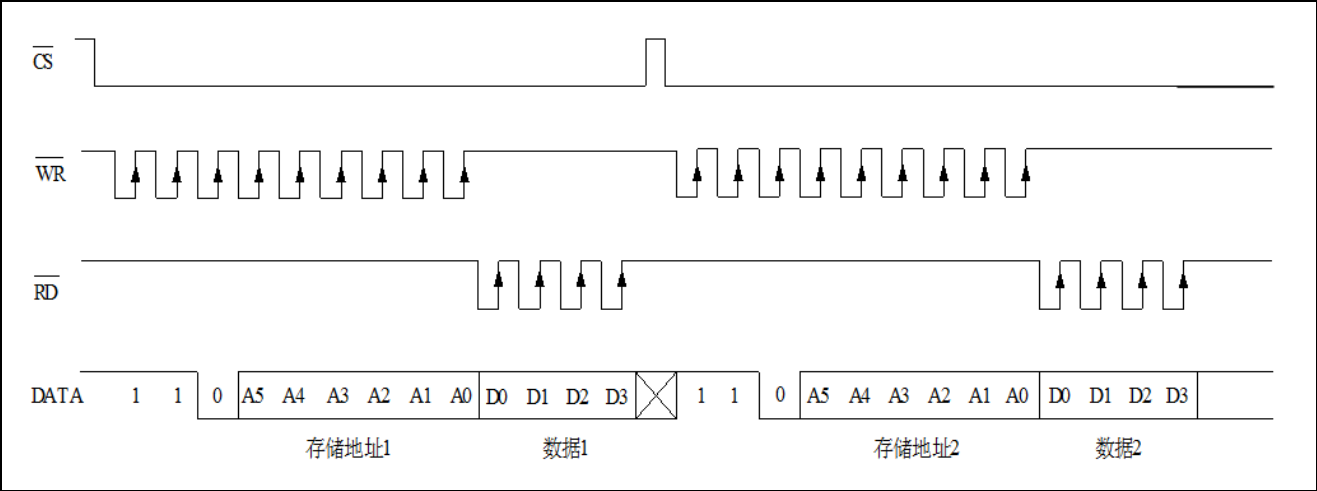 CS
WR
RD
DATA 1 1 0 A5 A4 A3 A2 A1 A0 D0 D1 D2 D3 1 1 0 A5 A4 A3 A2 A1 A0 D0 D1 D2 D3
存储地址1 数据1 存储地址2 数据2